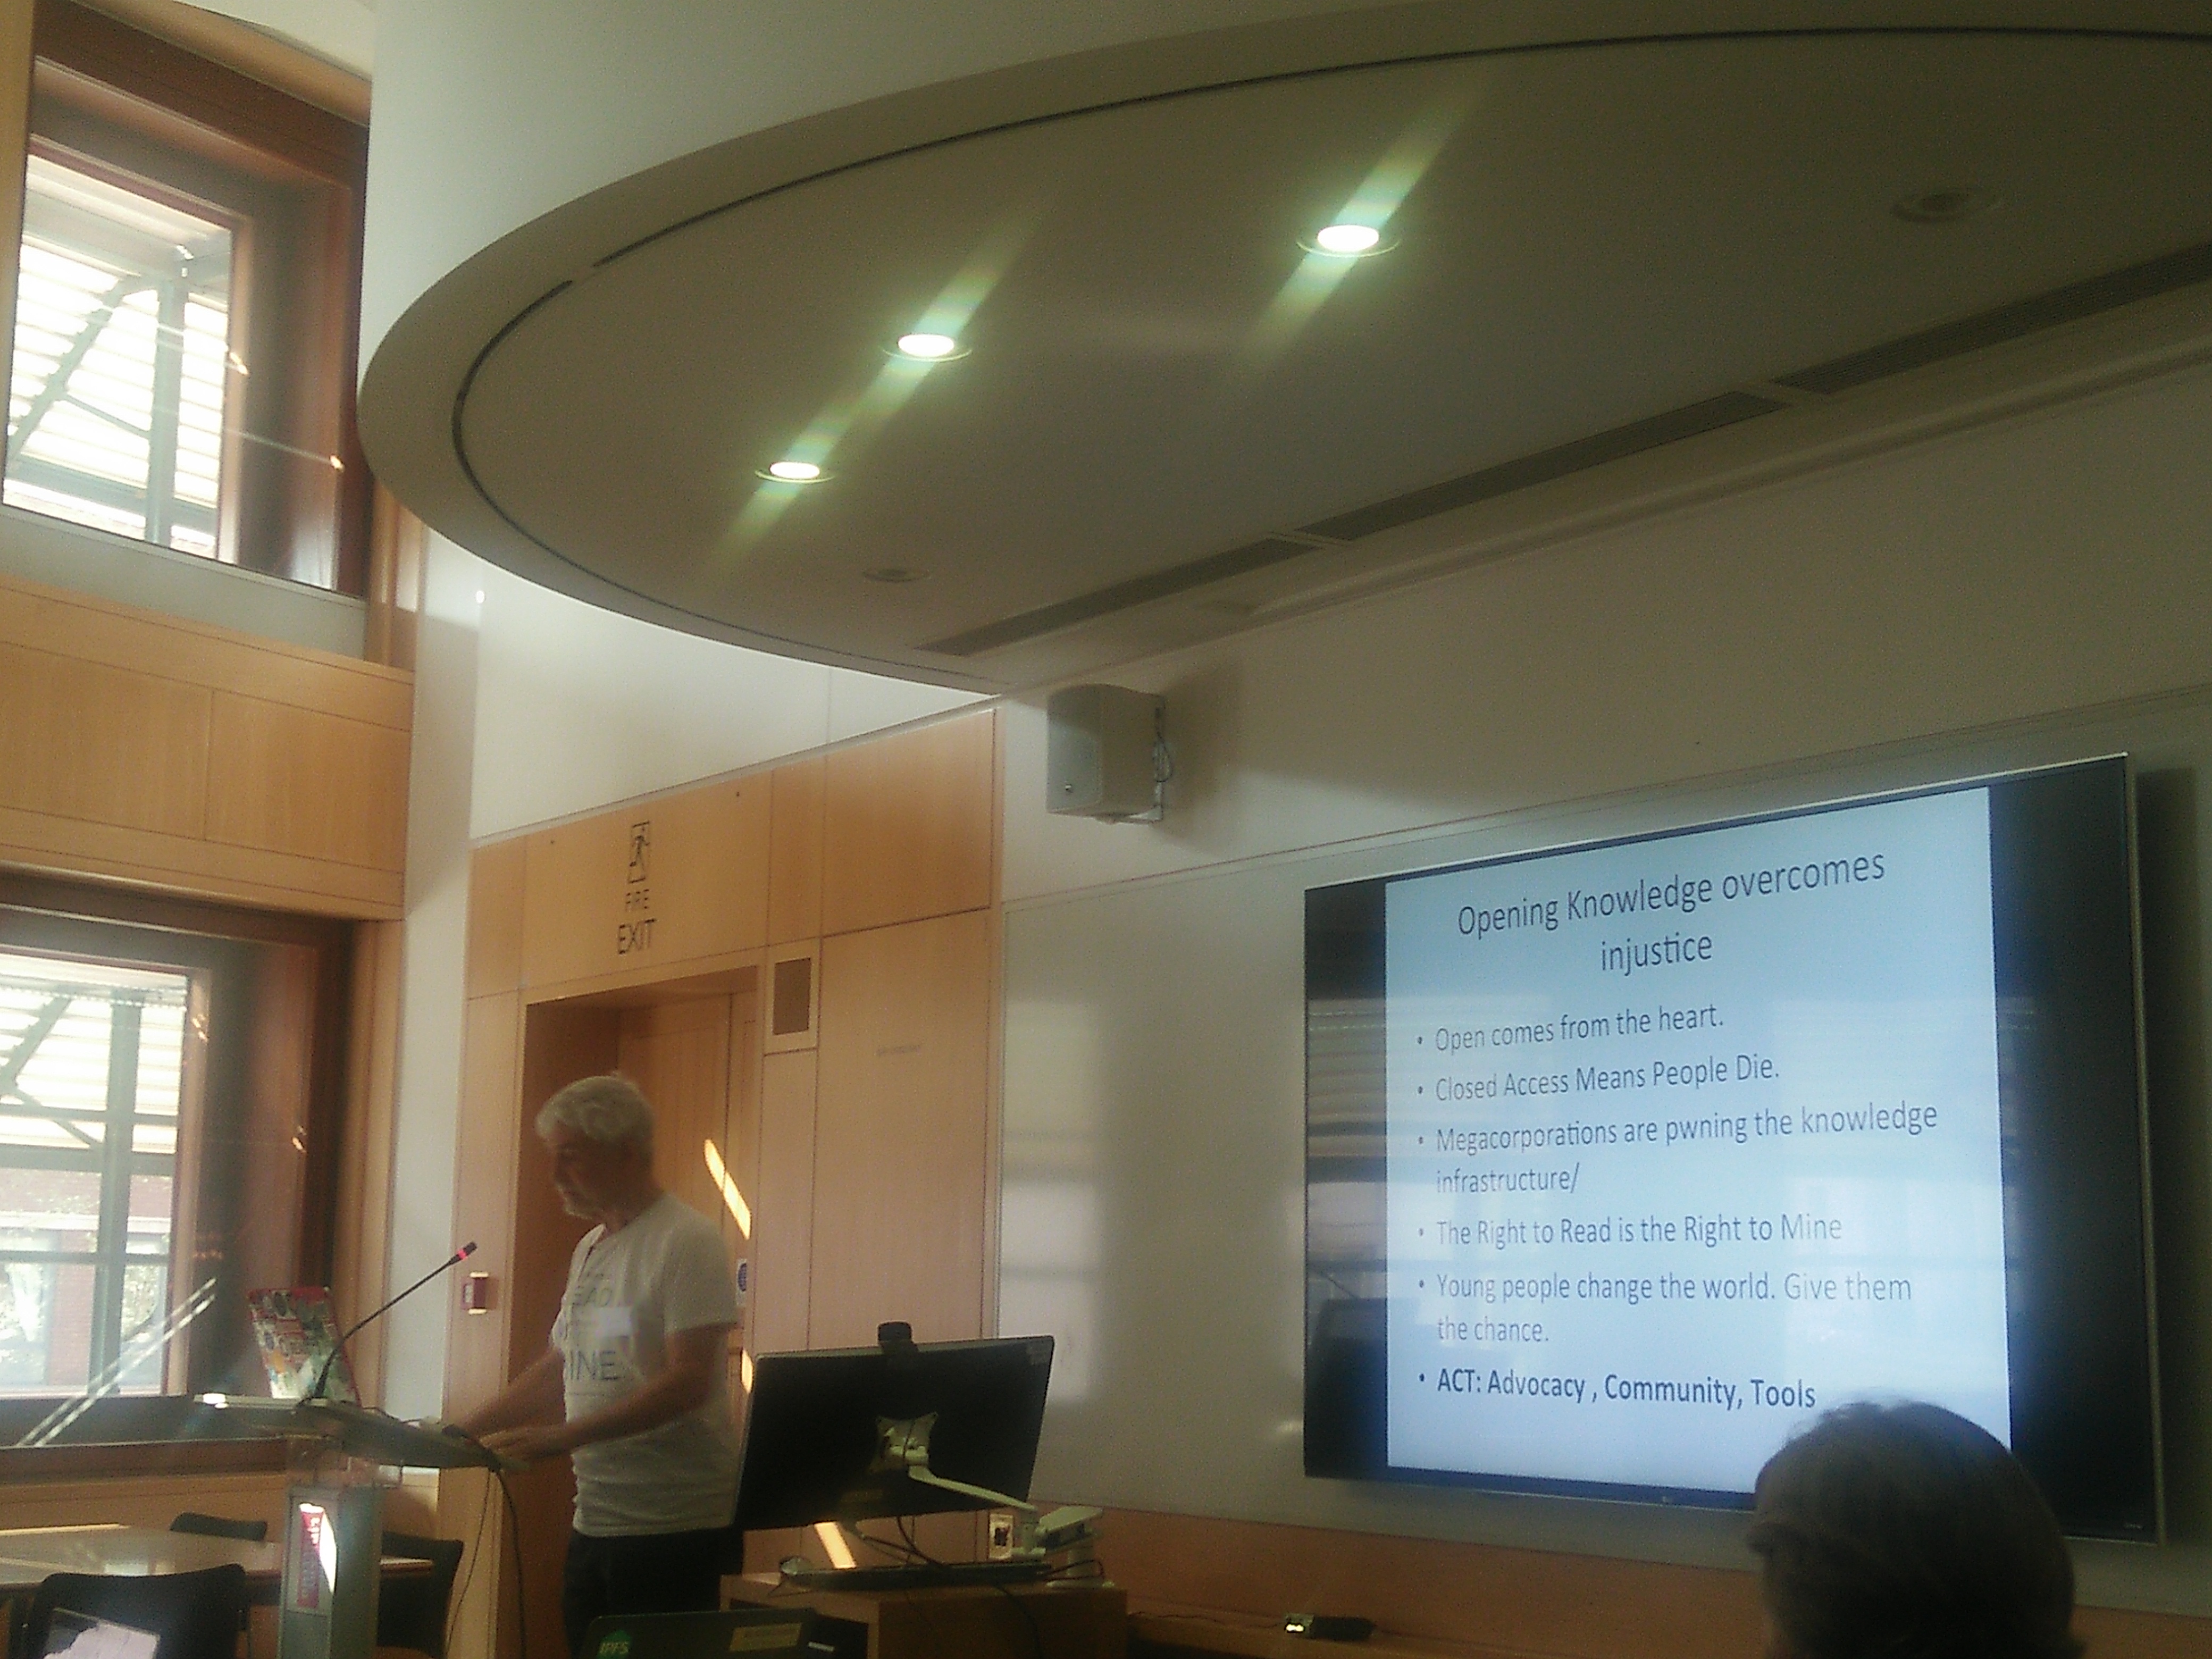 FIRE
EXIT
Opening Knowledge overcomes
injustice
• Open comes from the heart.
• Closed Access Means People Die.
• Megacorporations are pwning the knowledge
infrastructure/
• The Right to Read is the Right to Mine
• Young people change the world. Give them
the chance.
• ACT: Advocacy , Community, Tools
IPFS